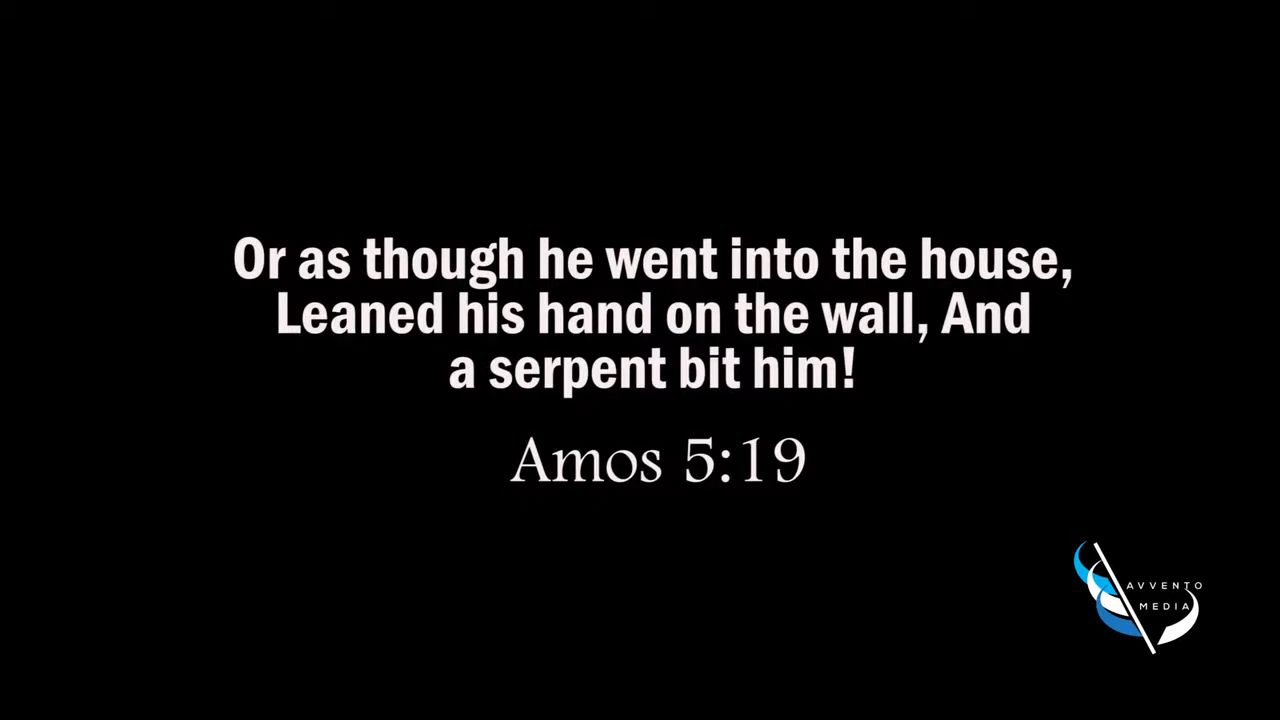 Or as though he went into the house,
Leaned his hand on the wall, And
a serpent bit him!
Amos 5:19
AVVENTO
MEDIA